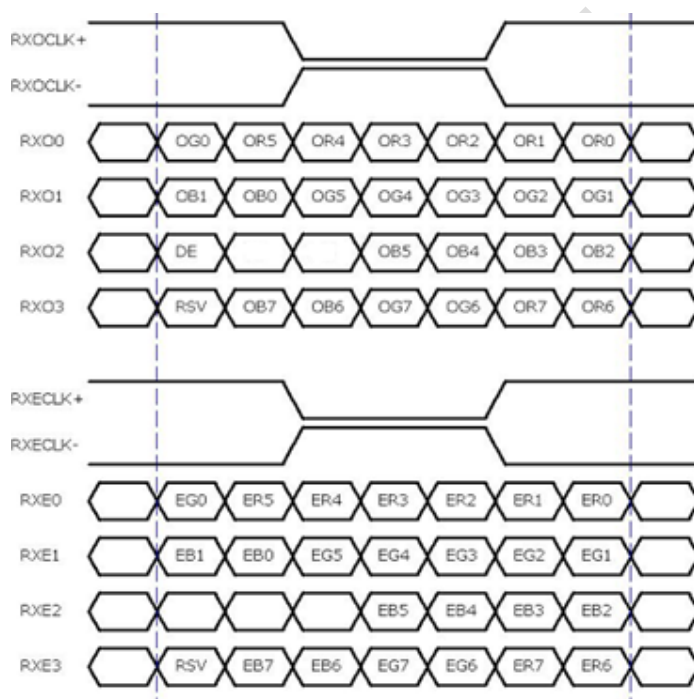 RXOCLK+
RXOCLK-
RXO0 OG0 OR5 OR4 OR3 OR2 OR1 OR0
RXO1 OB1 OB0 OG5 OG4 OG3 OG2 OG1
RXO2 DE OB5 OB4 OB3 OB2
RXO3 RSV OB7 OB6 OG7 OG6 OR7 OR6
RXECLK+
RXECLK-
RXE0 EG0 ER5 ER4 ER3 ER2 ER1 ER0
RXE1 EB1 EB0 EG5 EG4 EG3 EG2 EG1
RXE2 EB5 EB4 EB3 EB2
RXE3 RSV EB7 EB6 EG7 EG6 ER7 ER6